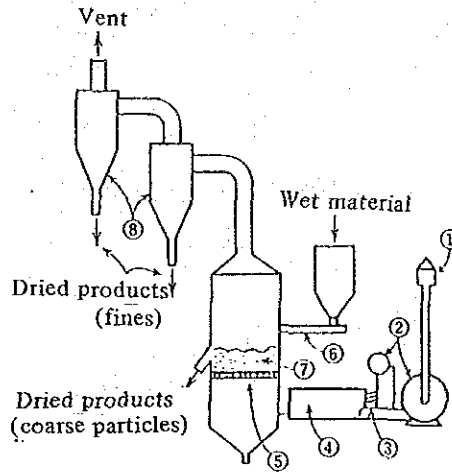 Vent
Wet material
①
②
⑧
Dried products
(fines)
⑥
⑦
Dried products
(coarse particles)
⑤
④
③